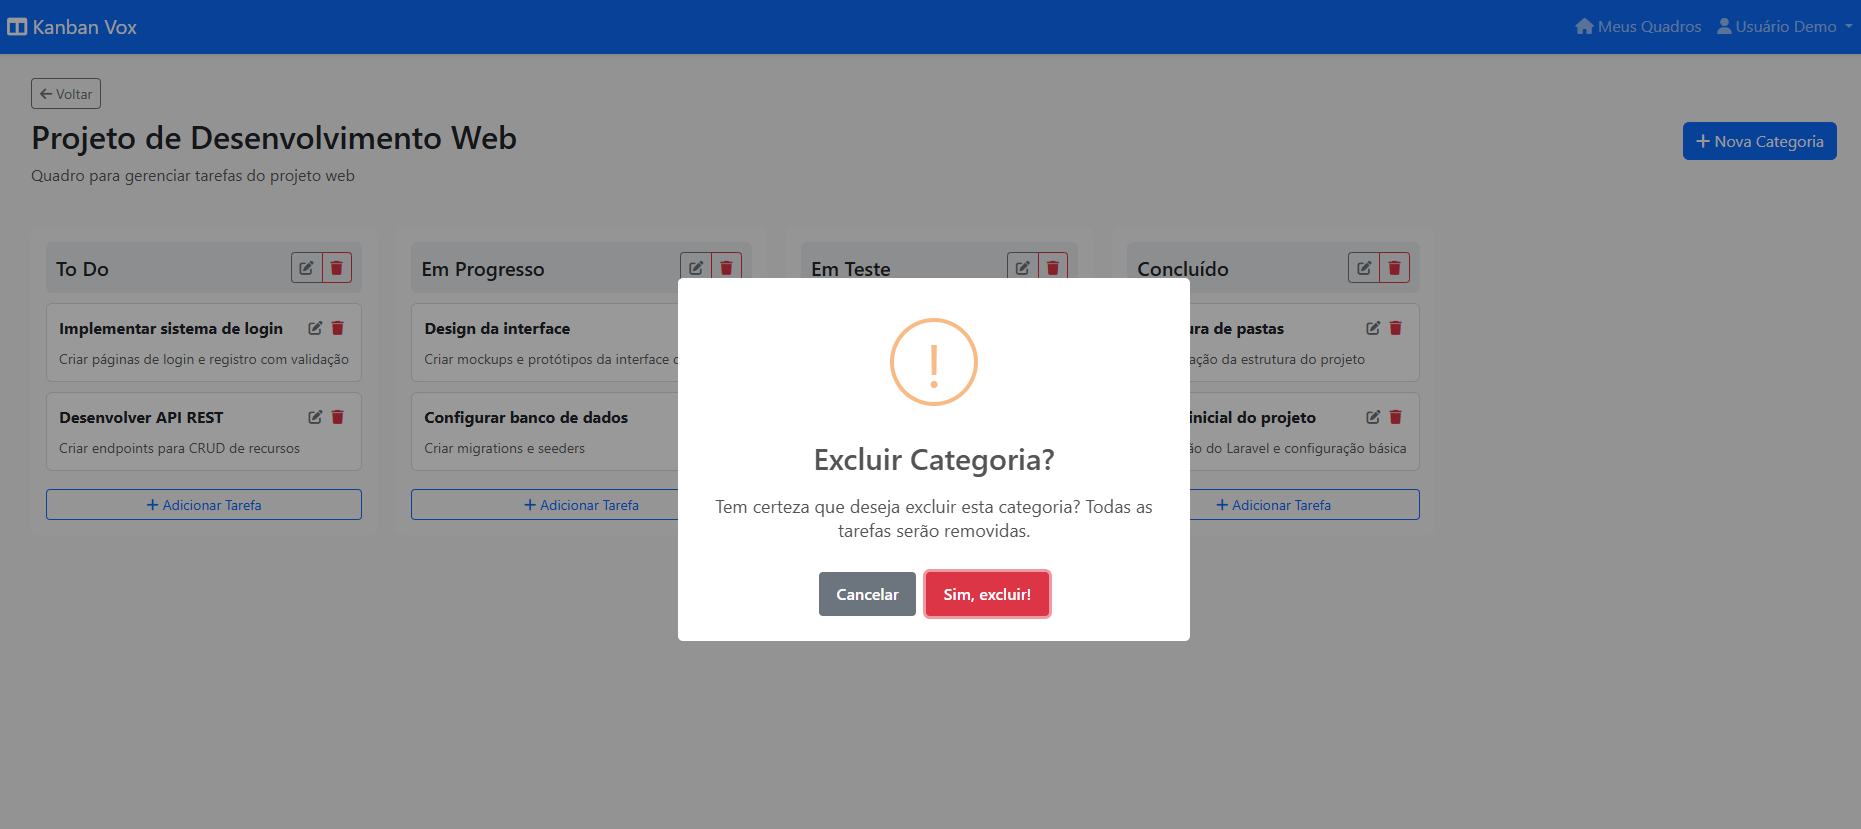 Kanban Vox
Meus Quadros
Usuário Demo
Voltar
Projeto de Desenvolvimento Web
Nova Categoria
Quadro para gerenciar tarefas do projeto web
To Do
Implementar sistema de login
Criar páginas de login e registro com validação
Desenvolver API REST
Criar endpoints para CRUD de recursos
+ Adicionar Tarefa
Em Progresso
Design da interface
Criar mockups e protótipos da interface
Configurar banco de dados
Criar migrations e seeders
+ Adicionar Tarefa
Em Teste
Concluído
de pastas
da estrutura do projeto
inicial do projeto
do Laravel e configuração básica
+ Adicionar Tarefa
!
Excluir Categoria?
Tem certeza que deseja excluir esta categoria? Todas as
tarefas serão removidas.
Cancelar
Sim, excluir!